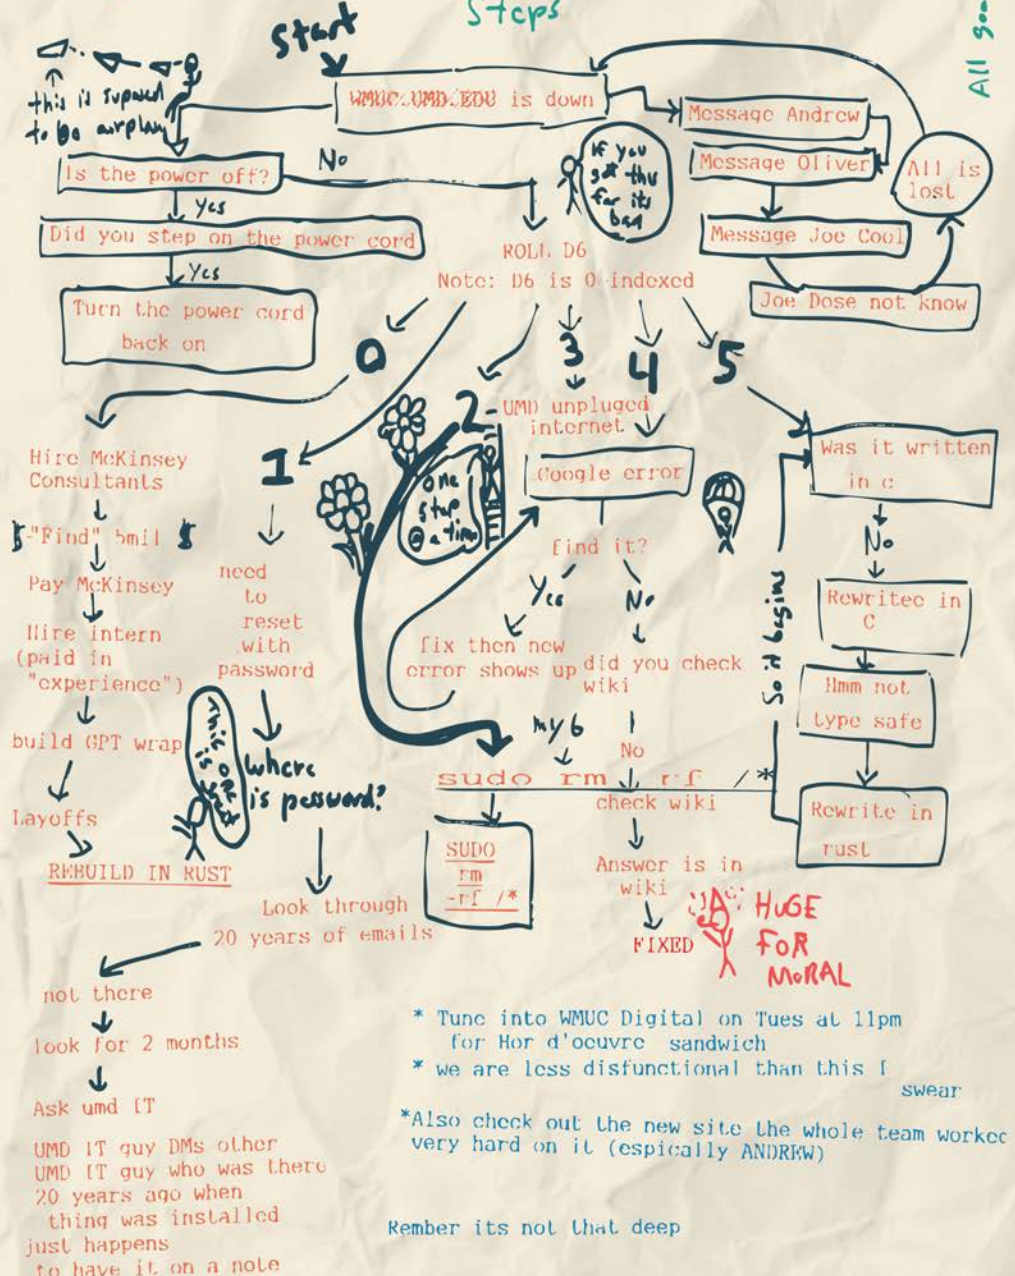 Steps
Start
All
this is suposed
to be airplan
WMUC.UMD.EDU is down
Message Andrew
Message Oliver
All is
lost
Message Joe Cool
Joe Dose not know
Is the power off?
No
Yes
Did you step on the power cord
Yes
Turn the power cord
back on
If you
get this
far its
bad
ROLL D6
Note: D6 is 0 indexed
0
1
2
3
4
5
Hire McKinsey
Consultants
$-"Find" 5mil $
Pay McKinsey
Hire intern
(paid in
"experience")
build GPT wrap
Layoffs
REBUILD IN RUST
need
to
reset
with
password
this one
is
where
is password?
Look through
20 years of emails
not there
look for 2 months
Ask umd IT
UMD IT guy DMs other
UMD IT guy who was there
20 years ago when
thing was installed
just happens
to have it on a note
one
step
@ a time
UMD unpluged
internet
Google error
find it?
Yes
No
fix then new
error shows up
did you check
wiki
my 6
No
sudo rm -rf /*
SUDO
rm
-rf /*
check wiki
Answer is in
wiki
FIXED
HUGE
FOR
MORAL
Was it written
in c
No
Rewritee in
C
Hmm not
type safe
Rewrite in
rust
So it begins
* Tune into WMUC Digital on Tues at 11pm
for Hor d'oeuvre sandwich
* we are less disfunctional than this I
swear
*Also check out the new site the whole team worked
very hard on it (espically ANDREW)
Rember its not that deep